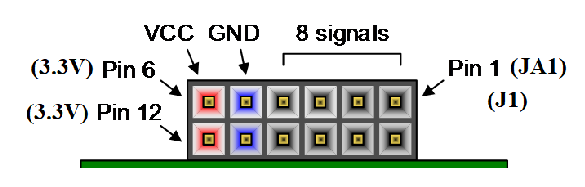 VCC GND 8 signals
(3.3V) Pin 6 Pin 1 (JA1)
(J1)
(3.3V) Pin 12